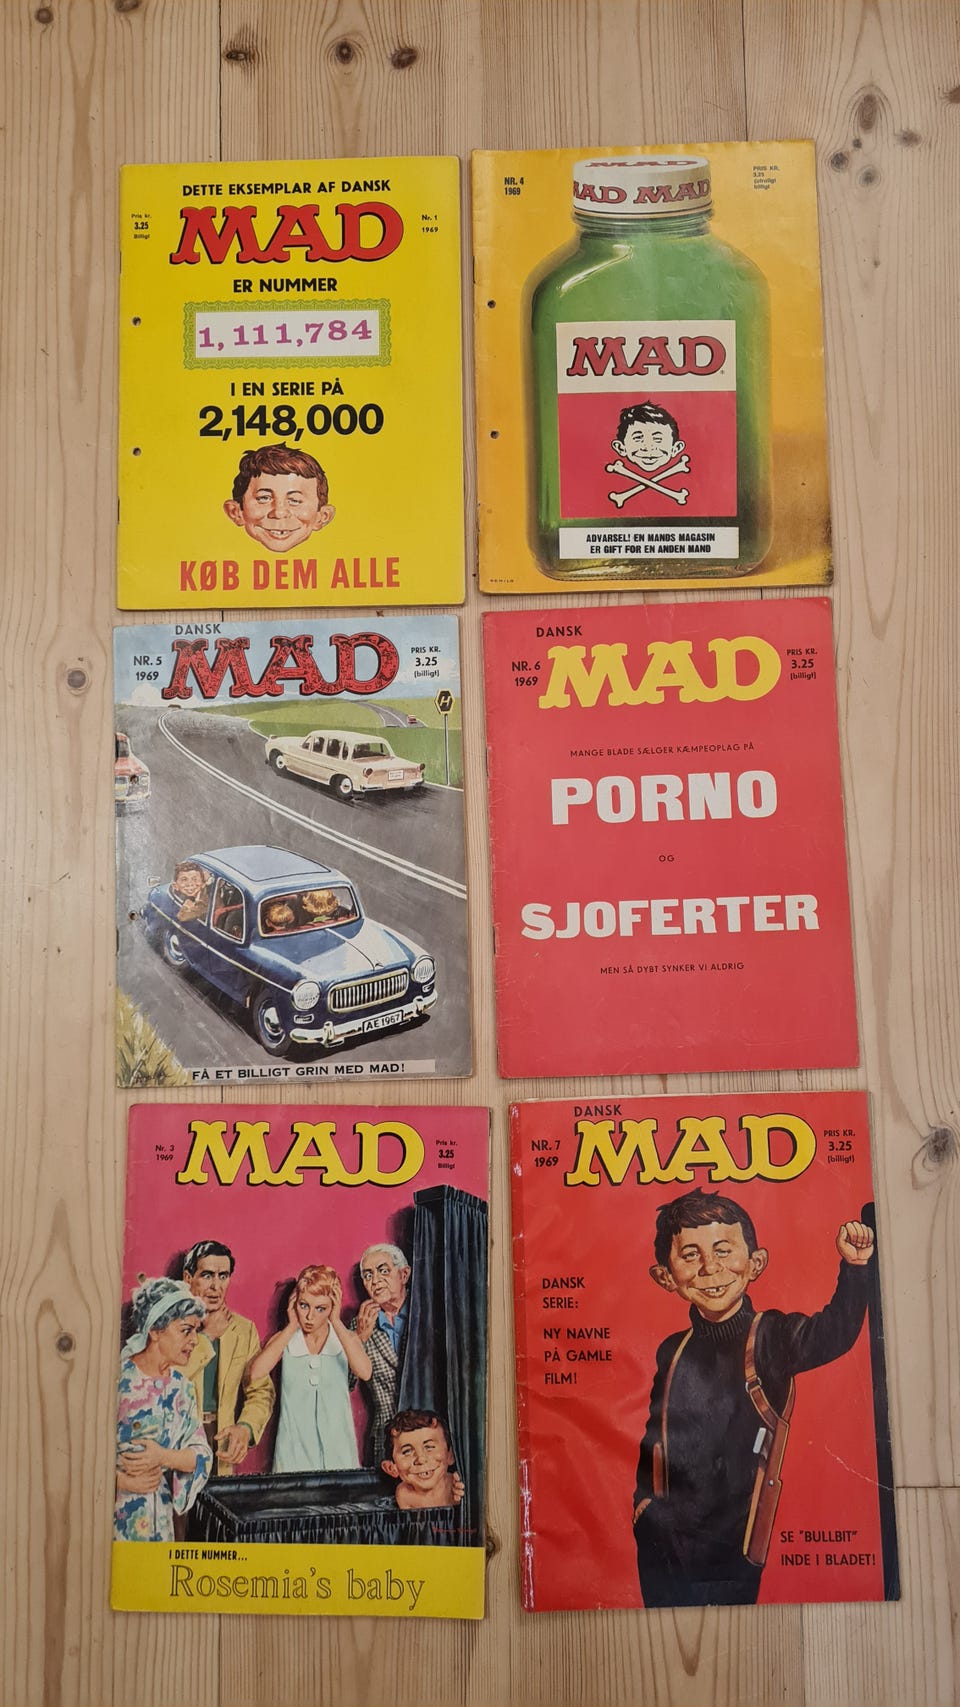 DETTE EKSEMPLAR AF DANSK
Pris kr.
3.25
Billigt
MAD
Nr. 1
1969
ER NUMMER
1,111,784
I EN SERIE PÅ
2,148,000
KØB DEM ALLE
NR. 4
1969
MAD
MAD MAD
PRIS KR.
3.25
(utroligt
billigt)
MAD
ADVARSEL! EN MANDS MAGASIN
ER GIFT FOR EN ANDEN MAND
DANSK
NR. 5
1969
MAD
PRIS KR.
3.25
(billigt)
H
AE 1967
FÅ ET BILLIGT GRIN MED MAD!
DANSK
NR. 6
1969
MAD
PRIS KR.
3.25
(billigt)
MANGE BLADE SÆLGER KÆMPEOPLAG PÅ
PORNO
OG
SJOFERTER
MEN SÅ DYBT SYNKER VI ALDRIG
Nr. 3
1969
MAD
Pris kr.
3.25
Billigt
I DETTE NUMMER...
Rosemia's baby
DANSK
NR. 7
1969
MAD
PRIS KR.
3.25
(billigt)
DANSK
SERIE:
NY NAVNE
PÅ GAMLE
FILM!
SE "BULLBIT"
INDE I BLADET!